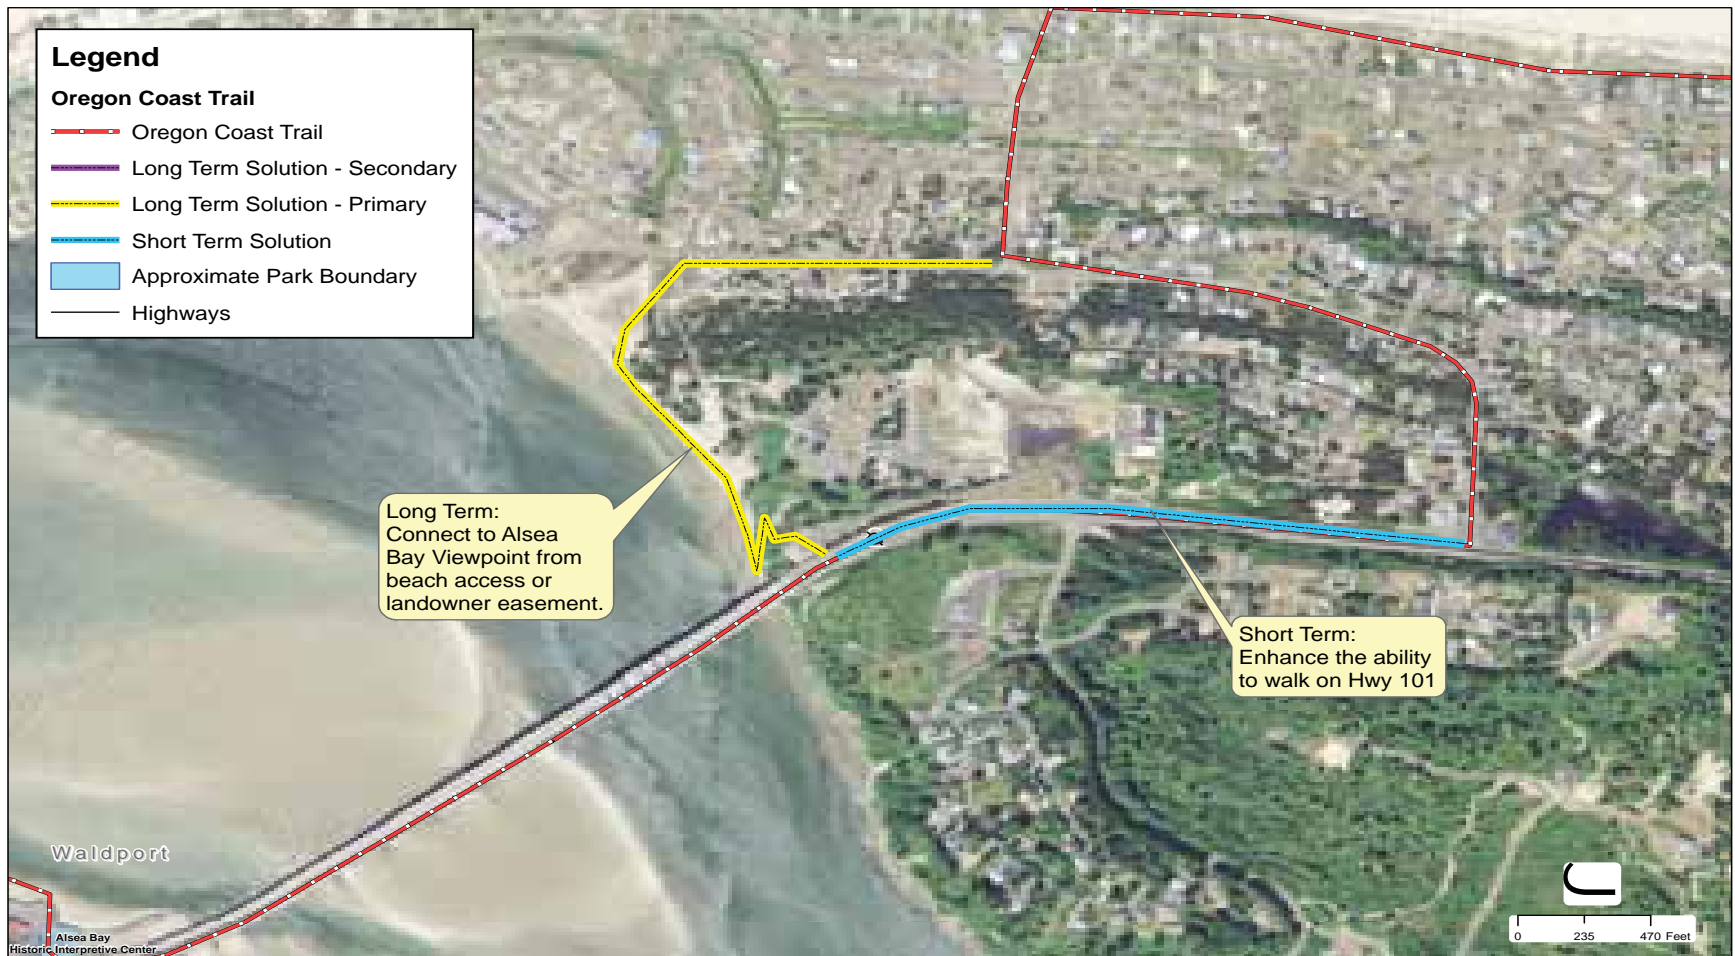 Legend
Oregon Coast Trail
Oregon Coast Trail
Long Term Solution - Secondary
Long Term Solution - Primary
Short Term Solution
Approximate Park Boundary
Highways
Long Term:
Connect to Alsea
Bay Viewpoint from
beach access or
landowner easement.
Short Term:
Enhance the ability
to walk on Hwy 101
Waldport
Alsea Bay
Historic Interpretive Center
0 235 470 Feet